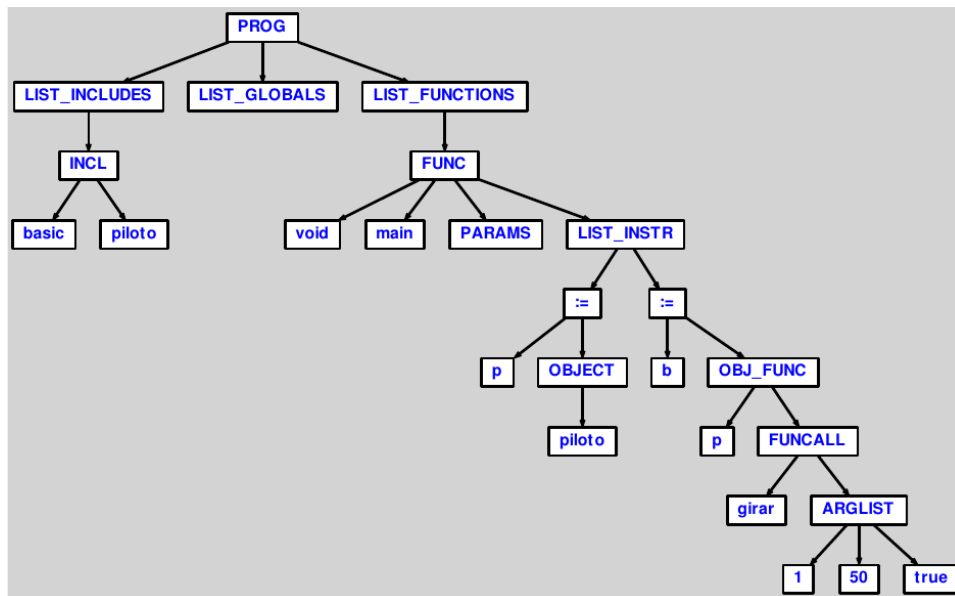 PROG
LIST_INCLUDES LIST_GLOBALS LIST_FUNCTIONS
INCL FUNC
basic piloto void main PARAMS LIST_INSTR
:= :=
p OBJECT b OBJ_FUNC
piloto p FUNCALL
girar ARGLIST
1 50 true